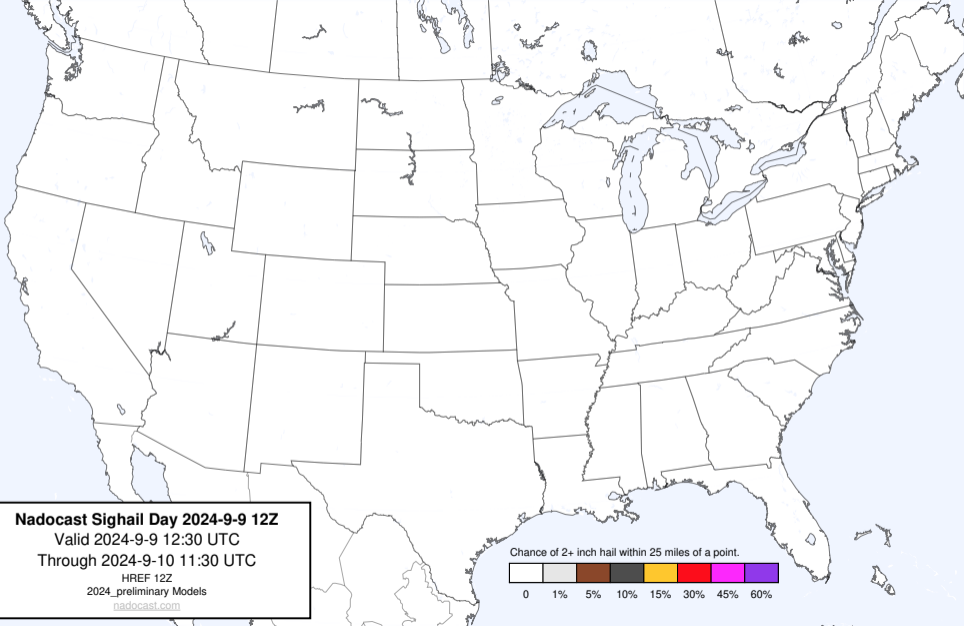 Nadocast Sighail Day 2024-9-9 12Z
Valid 2024-9-9 12:30 UTC
Through 2024-9-10 11:30 UTC
HREF 12Z
2024_preliminary Models
nadocast.com
Chance of 2+ inch hail within 25 miles of a point.
0 1% 5% 10% 15% 30% 45% 60%